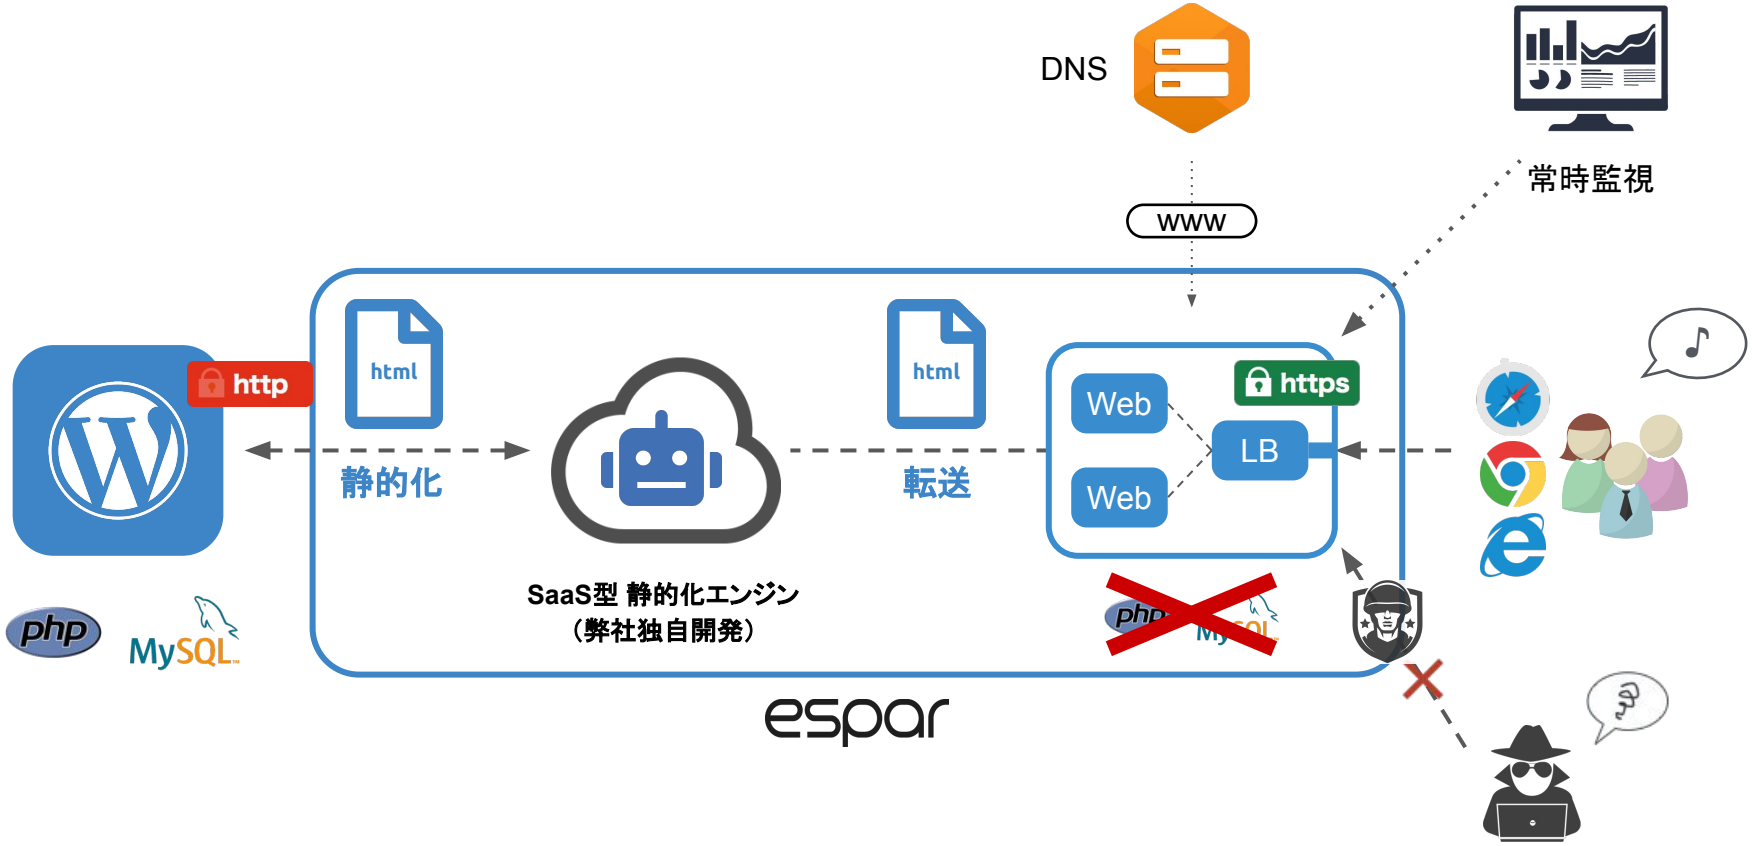 DNS
常時監視
www
html
html
http
https
Web
Web
LB
静的化
転送
SaaS型 静的化エンジン
（弊社独自開発）
php
MySQL™
php
MySQL
espar